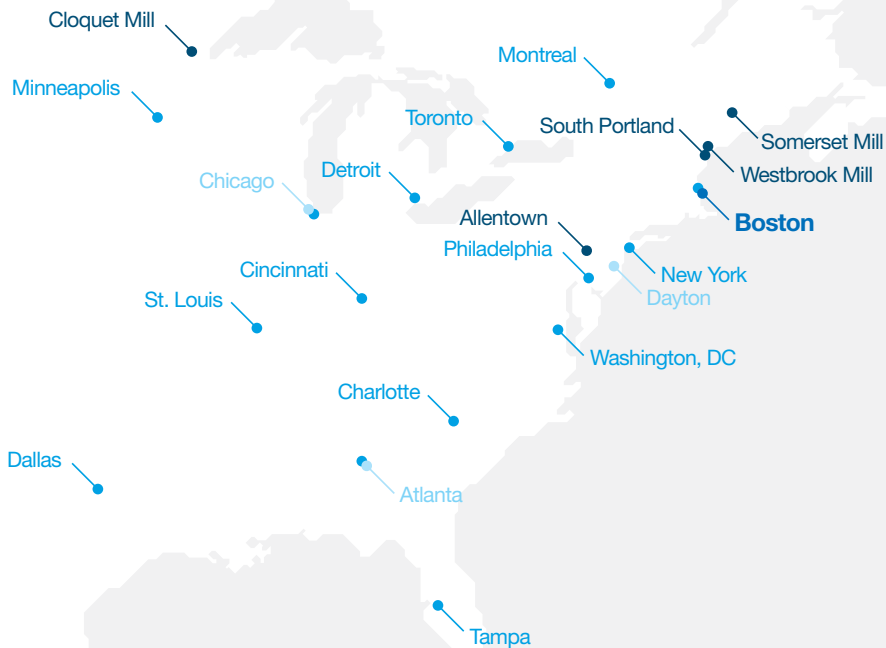 Cloquet Mill
Montreal
Minneapolis
Toronto
South Portland
Somerset Mill
Detroit
Westbrook Mill
Chicago
Allentown
Boston
Philadelphia
Cincinnati
New York
St. Louis
Dayton
Washington, DC
Charlotte
Dallas
Atlanta
Tampa